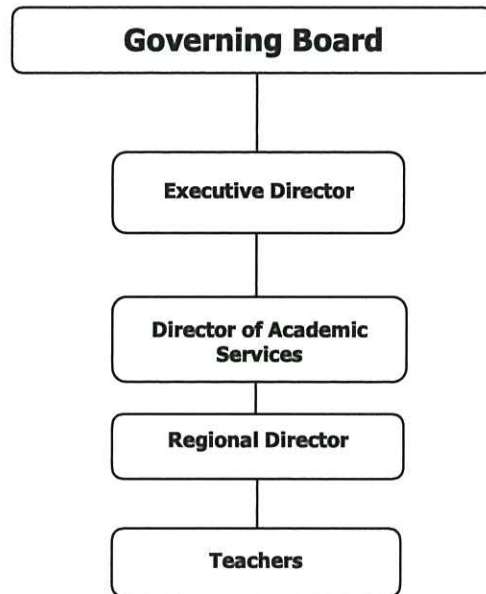 Governing Board
Executive Director
Director of Academic
Services
Regional Director
Teachers